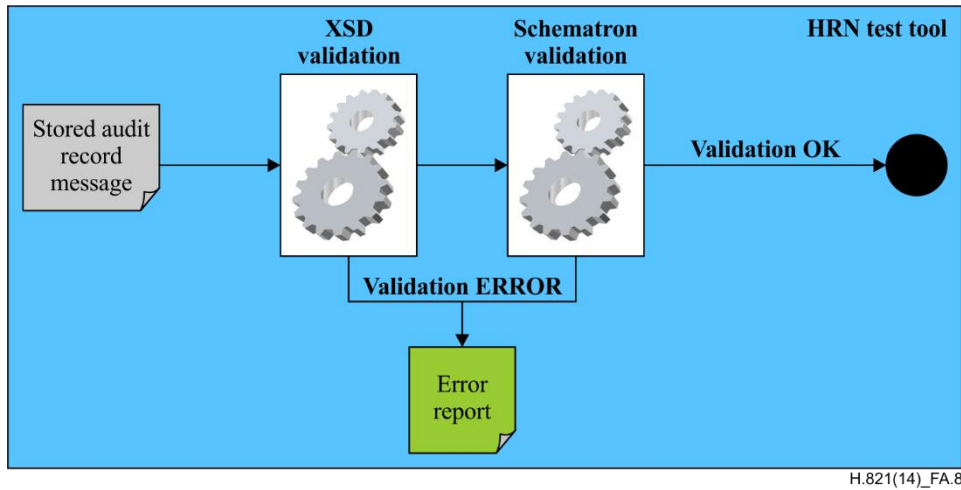 XSD
validation
Schematron
validation
HRN test tool
Stored audit
record
message
Validation OK
Validation ERROR
Error
report
H.821(14)_FA.8